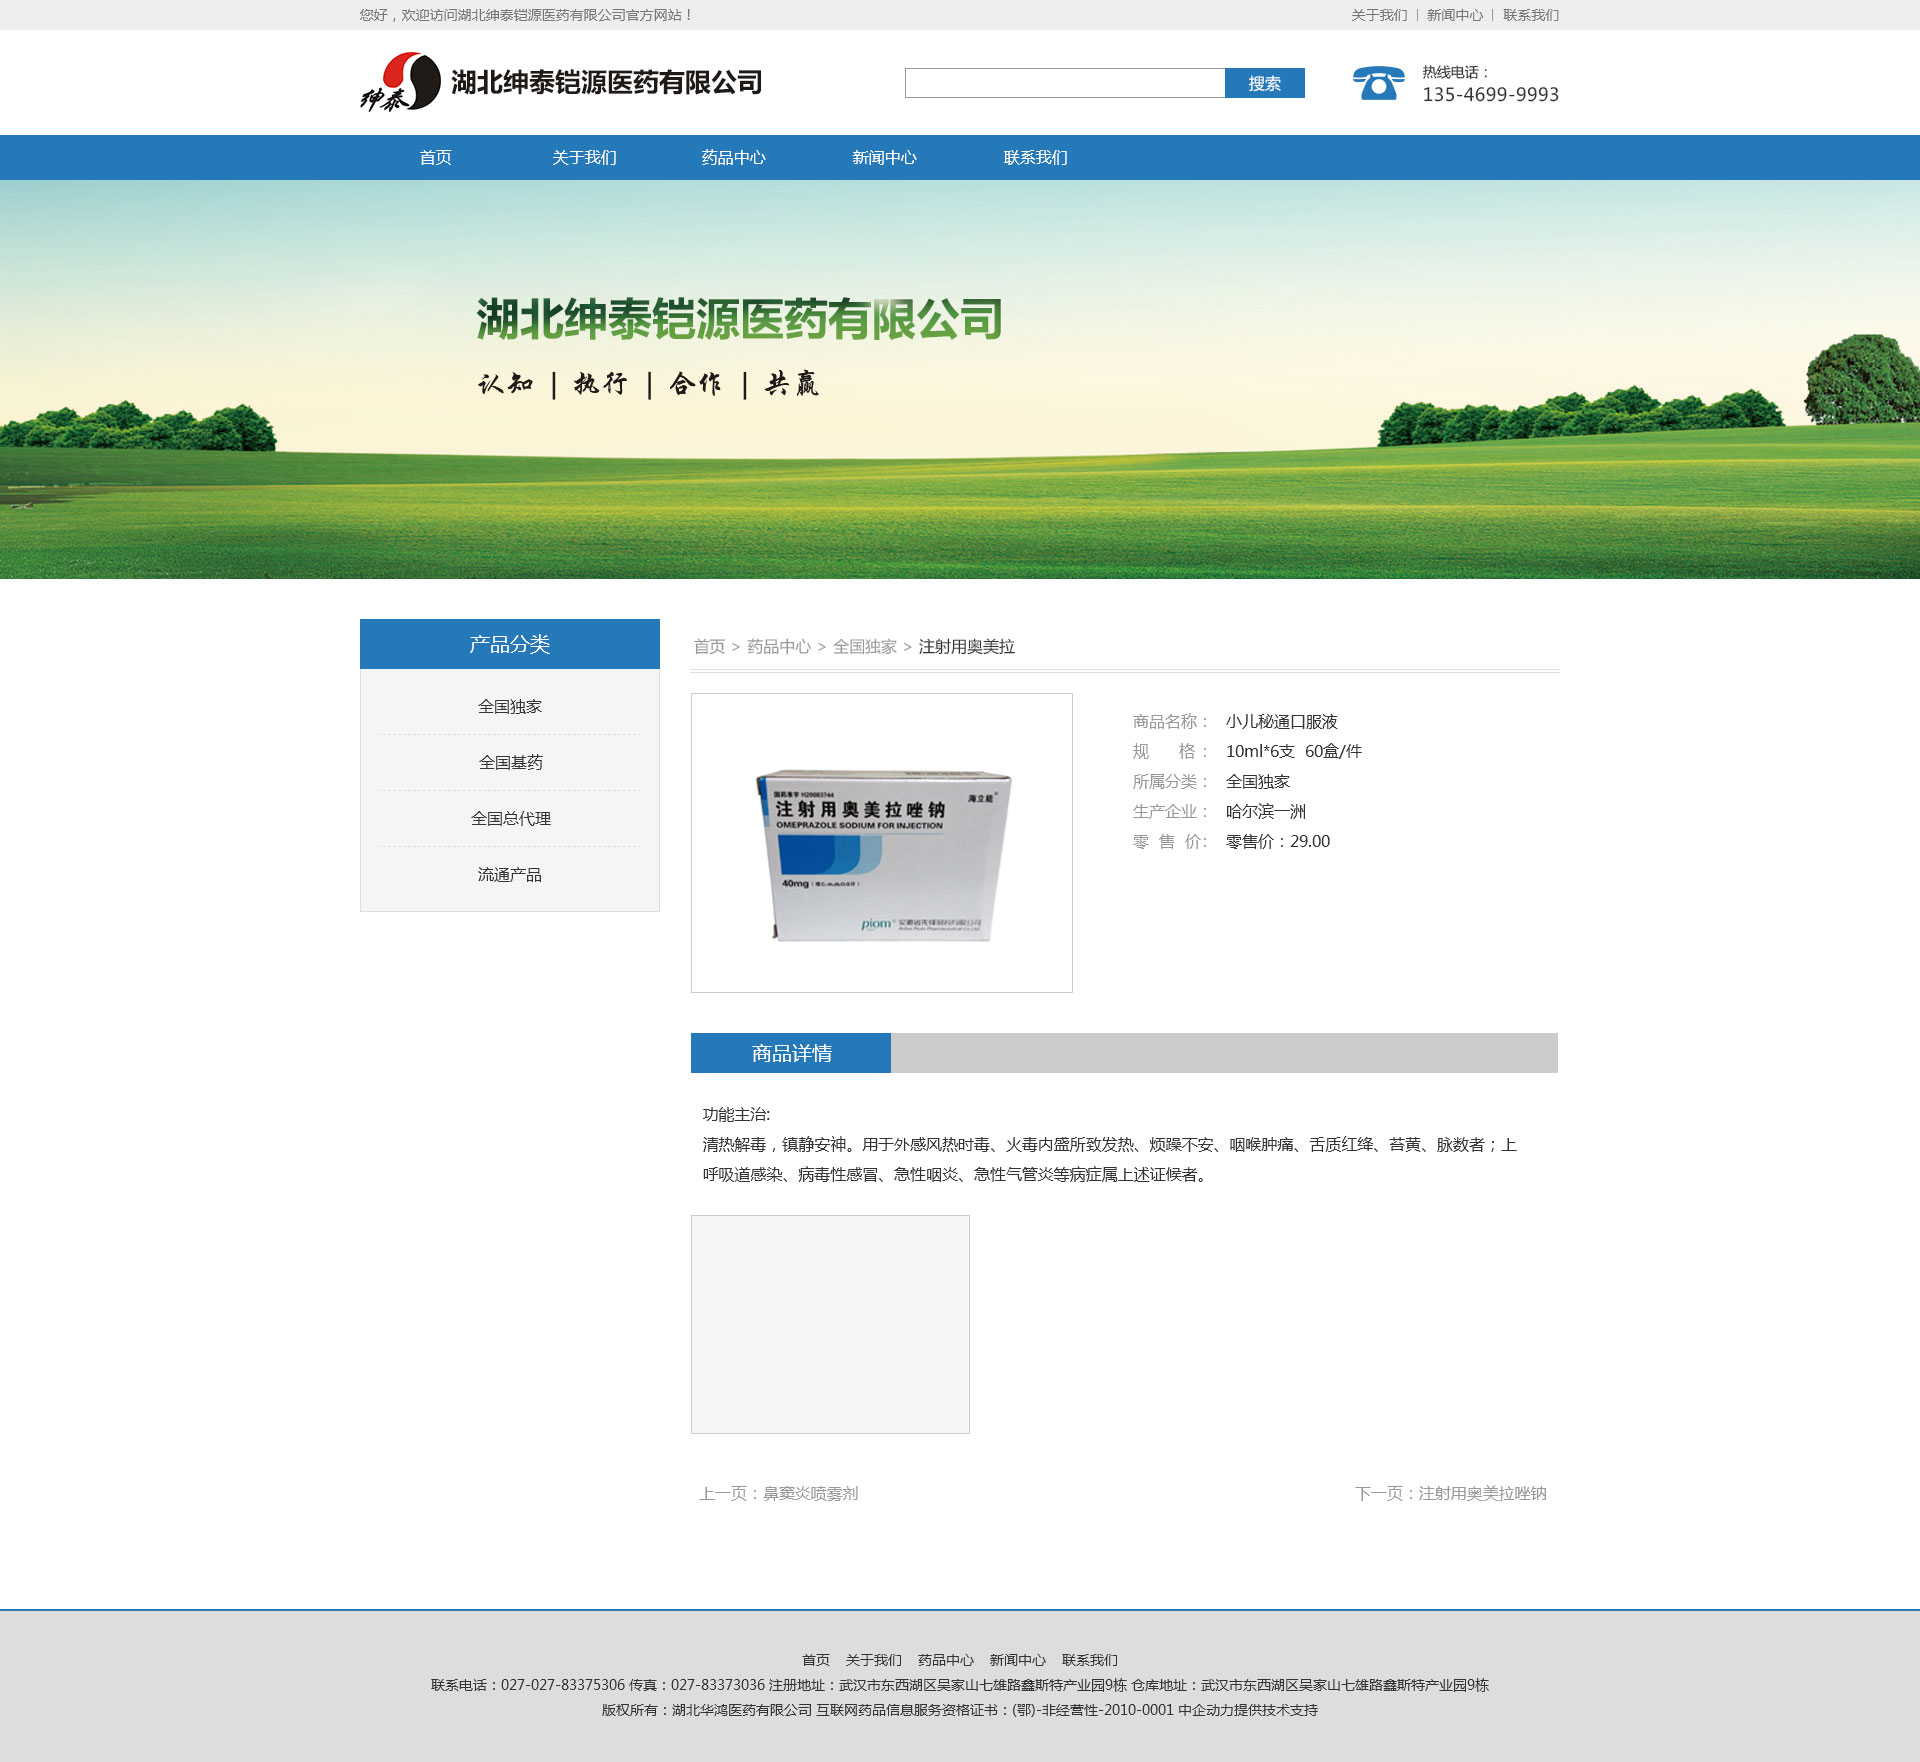 您好，欢迎访问湖北绅泰铠源医药有限公司官方网站！
关于我们 | 新闻中心 | 联系我们
绅泰
湖北绅泰铠源医药有限公司
搜索
热线电话：
135-4699-9993
首页 关于我们 药品中心 新闻中心 联系我们
湖北绅泰铠源医药有限公司
认知 | 执行 | 合作 | 共赢
产品分类
全国独家
全国基药
全国总代理
流通产品
首页 > 药品中心 > 全国独家 > 注射用奥美拉
国药准字 H20083744
海立能
注射用奥美拉唑钠
OMEPRAZOLE SODIUM FOR INJECTION
40mg
piom
商品名称： 小儿秘通口服液
规 格： 10ml*6支 60盒/件
所属分类： 全国独家
生产企业： 哈尔滨一洲
零 售 价： 零售价：29.00
商品详情
功能主治:
清热解毒，镇静安神。用于外感风热时毒、火毒内盛所致发热、烦躁不安、咽喉肿痛、舌质红绛、苔黄、脉数者；上
呼吸道感染、病毒性感冒、急性咽炎、急性气管炎等病症属上述证候者。
上一页：鼻窦炎喷雾剂
下一页：注射用奥美拉唑钠
首页 关于我们 药品中心 新闻中心 联系我们
联系电话：027-027-83375306 传真：027-83373036 注册地址：武汉市东西湖区吴家山七雄路鑫斯特产业园9栋 仓库地址：武汉市东西湖区吴家山七雄路鑫斯特产业园9栋
版权所有：湖北华鸿医药有限公司 互联网药品信息服务资格证书：(鄂)-非经营性-2010-0001 中企动力提供技术支持